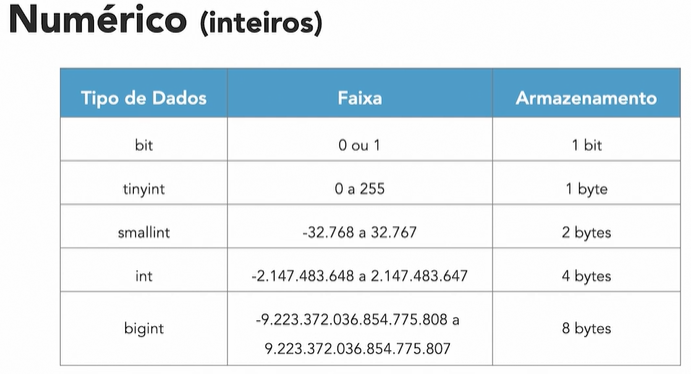 Numérico (inteiros)
Tipo de Dados Faixa Armazenamento
bit 0 ou 1 1 bit
tinyint 0 a 255 1 byte
smallint -32.768 a 32.767 2 bytes
int -2.147.483.648 a 2.147.483.647 4 bytes
bigint -9.223.372.036.854.775.808 a 8 bytes
9.223.372.036.854.775.807